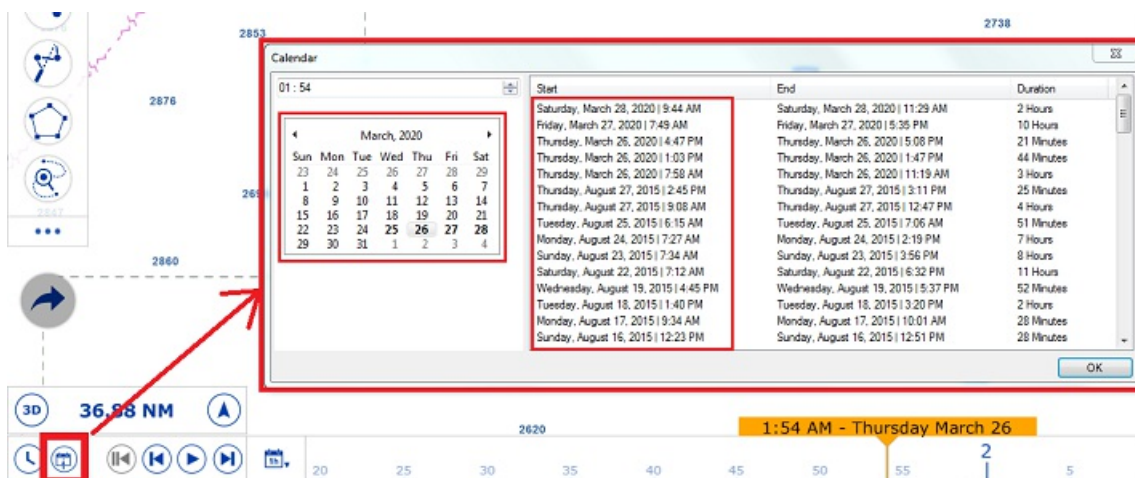 2738
2853
Calendar
01 : 54
Start End Duration
Saturday, March 28, 2020 | 9:44 AM Saturday, March 28, 2020 | 11:29 AM 2 Hours
Friday, March 27, 2020 | 7:49 AM Friday, March 27, 2020 | 5:35 PM 10 Hours
Thursday, March 26, 2020 | 4:47 PM Thursday, March 26, 2020 | 5:08 PM 21 Minutes
Thursday, March 26, 2020 | 1:03 PM Thursday, March 26, 2020 | 1:47 PM 44 Minutes
Thursday, March 26, 2020 | 7:58 AM Thursday, March 26, 2020 | 11:19 AM 3 Hours
Thursday, August 27, 2015 | 2:45 PM Thursday, August 27, 2015 | 3:11 PM 25 Minutes
Thursday, August 27, 2015 | 9:08 AM Thursday, August 27, 2015 | 12:47 PM 4 Hours
Tuesday, August 25, 2015 | 6:15 AM Tuesday, August 25, 2015 | 7:06 AM 51 Minutes
Monday, August 24, 2015 | 7:27 AM Monday, August 24, 2015 | 2:19 PM 7 Hours
Sunday, August 23, 2015 | 7:34 AM Sunday, August 23, 2015 | 3:56 PM 8 Hours
Saturday, August 22, 2015 | 7:12 AM Saturday, August 22, 2015 | 6:32 PM 11 Hours
Wednesday, August 19, 2015 | 4:45 PM Wednesday, August 19, 2015 | 5:37 PM 52 Minutes
Tuesday, August 18, 2015 | 1:40 PM Tuesday, August 18, 2015 | 3:20 PM 2 Hours
Monday, August 17, 2015 | 9:34 AM Monday, August 17, 2015 | 10:01 AM 28 Minutes
Sunday, August 16, 2015 | 12:23 PM Sunday, August 16, 2015 | 12:51 PM 28 Minutes
March, 2020
Sun Mon Tue Wed Thu Fri Sat
23 24 25 26 27 28 29
1 2 3 4 5 6 7
8 9 10 11 12 13 14
15 16 17 18 19 20 21
22 23 24 25 26 27 28
29 30 31 1 2 3 4
OK
2876
2847
2860
3D 36.88 NM
2620
1:54 AM - Thursday March 26
1h
20 25 30 35 40 45 50 55 2 5